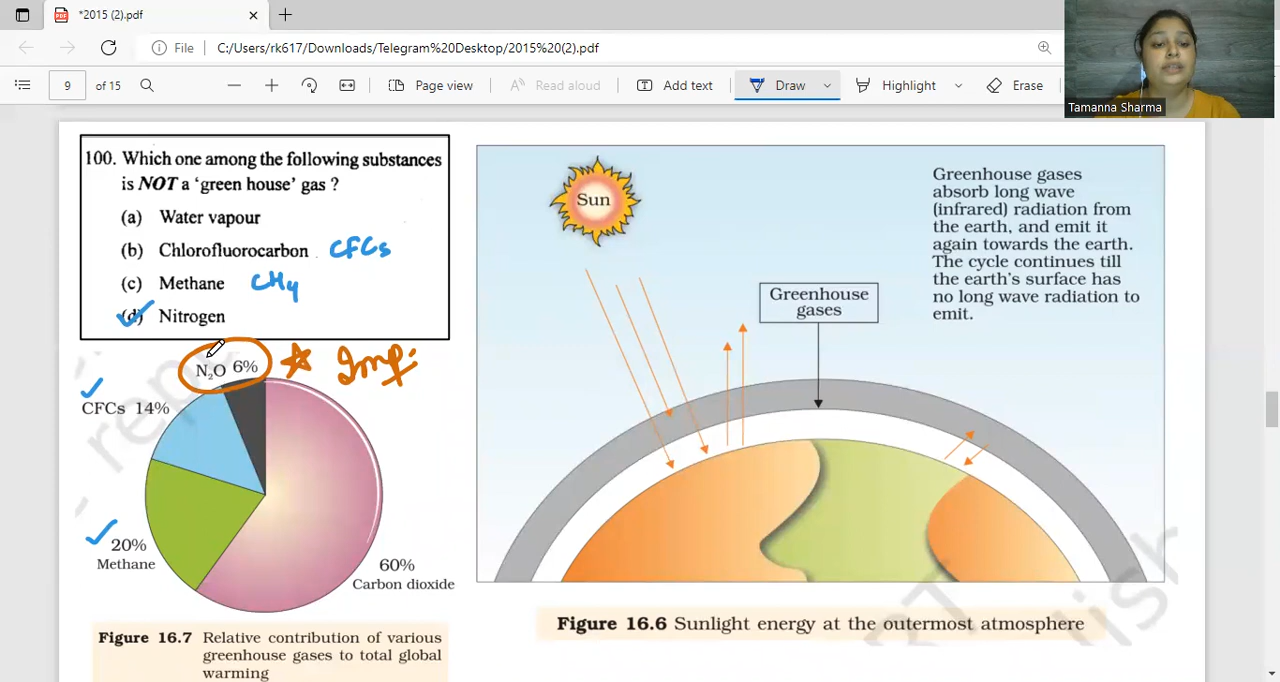 *2015 (2).pdf
File
C:/Users/rk617/Downloads/Telegram%20Desktop/2015%20(2).pdf
9 of 15
Page view
Read aloud
Add text
Draw
Highlight
Erase
Tamanna Sharma
100. Which one among the following substances
is NOT a 'green house' gas ?
(a) Water vapour
(b) Chlorofluorocarbon CFCs
(c) Methane CH4
(d) Nitrogen
N2O 6% Imp:
CFCs 14%
20%
Methane
60%
Carbon dioxide
Figure 16.7 Relative contribution of various
greenhouse gases to total global
warming
Sun
Greenhouse
gases
Greenhouse gases
absorb long wave
(infrared) radiation from
the earth, and emit it
again towards the earth.
The cycle continues till
the earth's surface has
no long wave radiation to
emit.
Figure 16.6 Sunlight energy at the outermost atmosphere